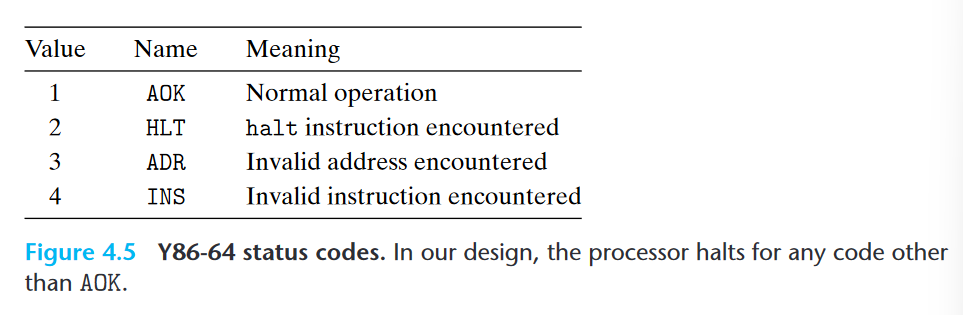 Value Name Meaning
1 AOK Normal operation
2 HLT halt instruction encountered
3 ADR Invalid address encountered
4 INS Invalid instruction encountered
Figure 4.5 Y86-64 status codes. In our design, the processor halts for any code other
than AOK.